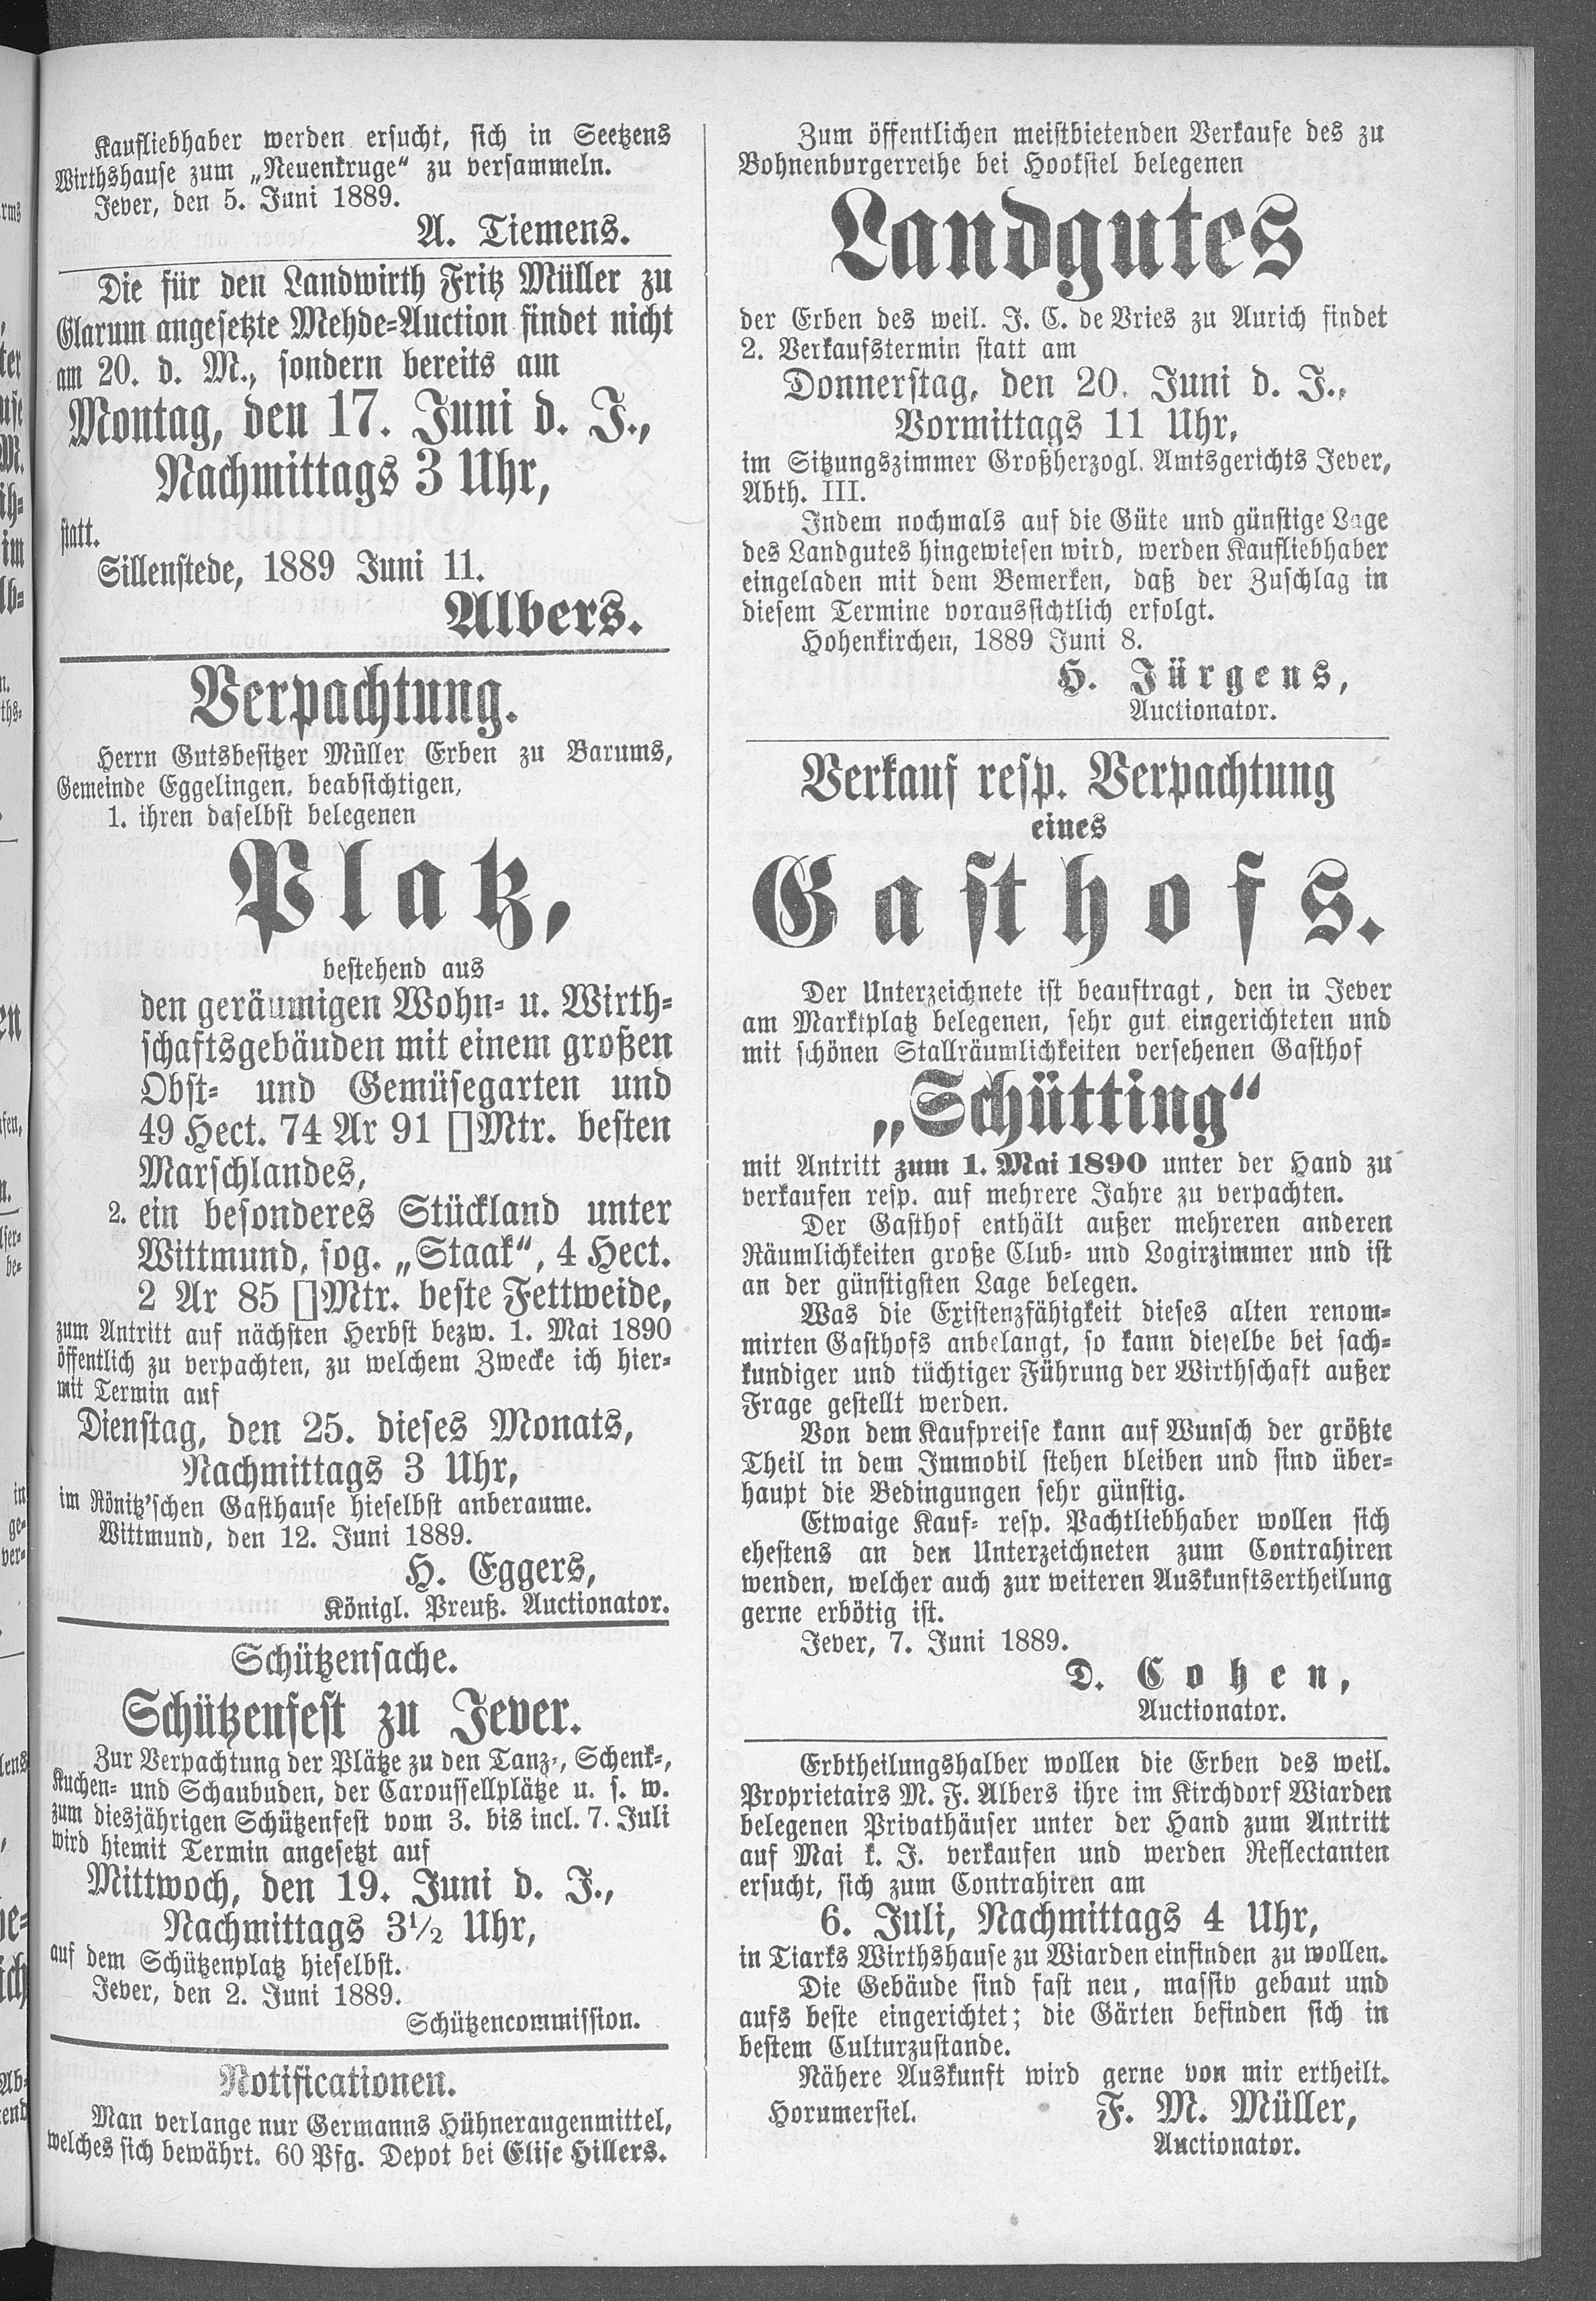 Kaufliebhaber werden ersucht, sich in Seetzens
Wirthshause zum „Neuenkruge“ zu versammeln.
Jever, den 5. Juni 1889.
A. Tiemens.
Die für den Landwirth Fritz Müller zu
Glarum angesetzte Mehde-Auction findet nicht
am 20. d. M., sondern bereits am
Montag, den 17. Juni d. J.,
Nachmittags 3 Uhr,
statt.
Sillenstede, 1889 Juni 11.
Albers.
Verpachtung.
Herrn Gutsbesitzer Müller Erben zu Barums,
Gemeinde Eggelingen, beabsichtigen,
1. ihren daselbst belegenen
Platz,
bestehend aus
den geräumigen Wohn- u. Wirth-
schaftsgebäuden mit einem großen
Obst- und Gemüsegarten und
49 Hect. 74 Ar 91 []Mtr. besten
Marschlandes,
2. ein besonderes Stückland unter
Wittmund, sog. „Staak“, 4 Hect.
2 Ar 85 []Mtr. beste Fettweide,
zum Antritt auf nächsten Herbst bezw. 1. Mai 1890
öffentlich zu verpachten, zu welchem Zwecke ich hier-
mit Termin auf
Dienstag, den 25. dieses Monats,
Nachmittags 3 Uhr,
im Rönitz'schen Gasthause hieselbst anberaume.
Wittmund, den 12. Juni 1889.
H. Eggers,
Königl. Preuß. Auctionator.
Schützensache.
Schützenfest zu Jever.
Zur Verpachtung der Plätze zu den Tanz-, Schenk-,
Kuchen- und Schaubuden, der Caroussellplätze u. s. w.
zum diesjährigen Schützenfest vom 3. bis incl. 7. Juli
wird hiemit Termin angesetzt auf
Mittwoch, den 19. Juni d. J.,
Nachmittags 3½ Uhr,
auf dem Schützenplatz hieselbst.
Jever, den 2. Juni 1889.
Schützencommission.
Notificationen.
Man verlange nur Germanns Hühneraugenmittel,
welches sich bewährt. 60 Pfg. Depot bei Elise Hillers.
Zum öffentlichen meistbietenden Verkaufe des zu
Bohnenburgerreihe bei Hooksiel belegenen
Landgutes
der Erben des weil. J. C. de Vries zu Aurich findet
2. Verkaufstermin statt am
Donnerstag, den 20. Juni d. J.,
Vormittags 11 Uhr,
im Sitzungszimmer Großherzogl. Amtsgerichts Jever,
Abth. III.
Indem nochmals auf die Güte und günstige Lage
des Landgutes hingewiesen wird, werden Kaufliebhaber
eingeladen mit dem Bemerken, daß der Zuschlag in
diesem Termine voraussichtlich erfolgt.
Hohenkirchen, 1889 Juni 8.
H. Jürgens,
Auctionator.
Verkauf resp. Verpachtung
eines
Gasthofs.
Der Unterzeichnete ist beauftragt, den in Jever
am Marktplatz belegenen, sehr gut eingerichteten und
mit schönen Stallräumlichkeiten versehenen Gasthof
„Schütting“
mit Antritt zum 1. Mai 1890 unter der Hand zu
verkaufen resp. auf mehrere Jahre zu verpachten.
Der Gasthof enthält außer mehreren anderen
Räumlichkeiten große Club- und Logirzimmer und ist
an der günstigsten Lage belegen.
Was die Existenzfähigkeit dieses alten renom-
mirten Gasthofs anbelangt, so kann dieselbe bei sach-
kundiger und tüchtiger Führung der Wirthschaft außer
Frage gestellt werden.
Von dem Kaufpreise kann auf Wunsch der größte
Theil in dem Immobil stehen bleiben und sind über-
haupt die Bedingungen sehr günstig.
Etwaige Kauf- resp. Pachtliebhaber wollen sich
ehestens an den Unterzeichneten zum Contrahiren
wenden, welcher auch zur weiteren Auskunftsertheilung
gerne erbötig ist.
Jever, 7. Juni 1889.
D. Cohen,
Auctionator.
Erbtheilungshalber wollen die Erben des weil.
Proprietairs M. F. Albers ihre im Kirchdorf Wiarden
belegenen Privathäuser unter der Hand zum Antritt
auf Mai k. J. verkaufen und werden Reflectanten
ersucht, sich zum Contrahiren am
6. Juli, Nachmittags 4 Uhr,
in Tiarks Wirthshause zu Wiarden einfinden zu wollen.
Die Gebäude sind fast neu, massiv gebaut und
aufs beste eingerichtet; die Gärten befinden sich in
bestem Culturzustande.
Nähere Auskunft wird gerne von mir ertheilt.
Horumersiel. F. M. Müller,
Auctionator.